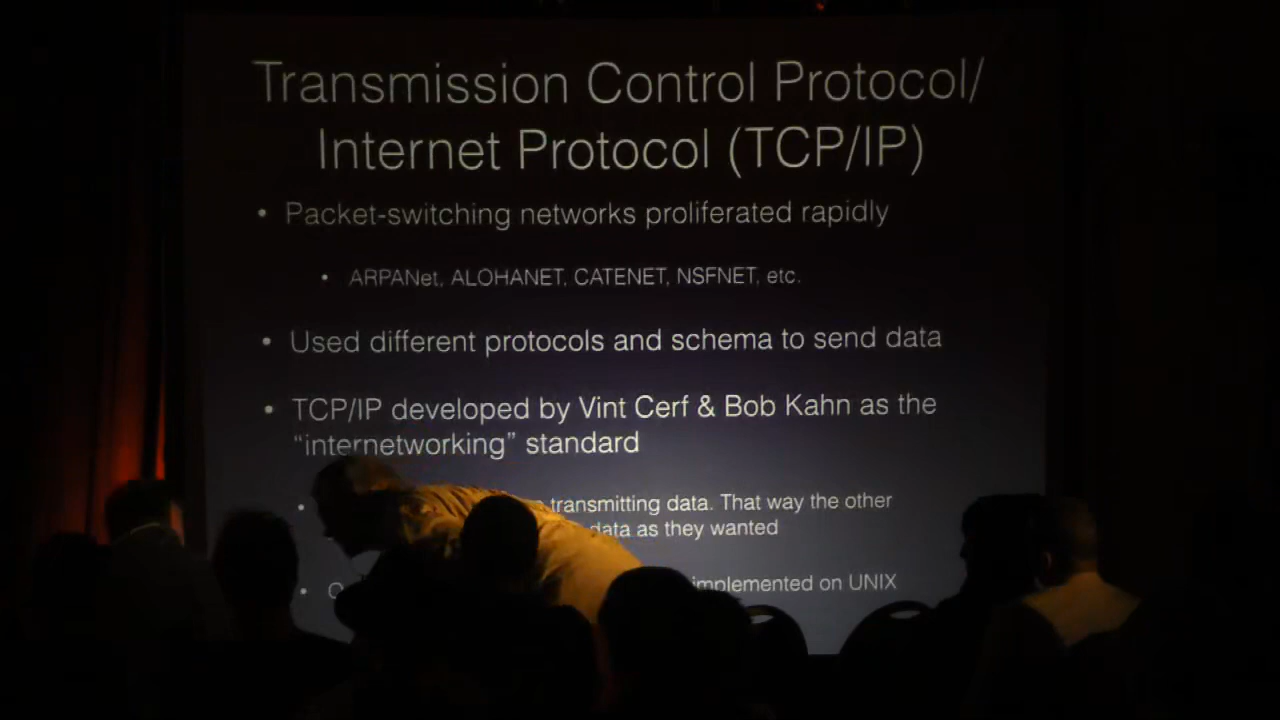 Transmission Control Protocol/
Internet Protocol (TCP/IP)
• Packet-switching networks proliferated rapidly
• ARPANet, ALOHANET, CATENET, NSFNET, etc.
• Used different protocols and schema to send data
• TCP/IP developed by Vint Cerf & Bob Kahn as the
“internetworking” standard
• transmitting data. That way the other
data as they wanted
• implemented on UNIX